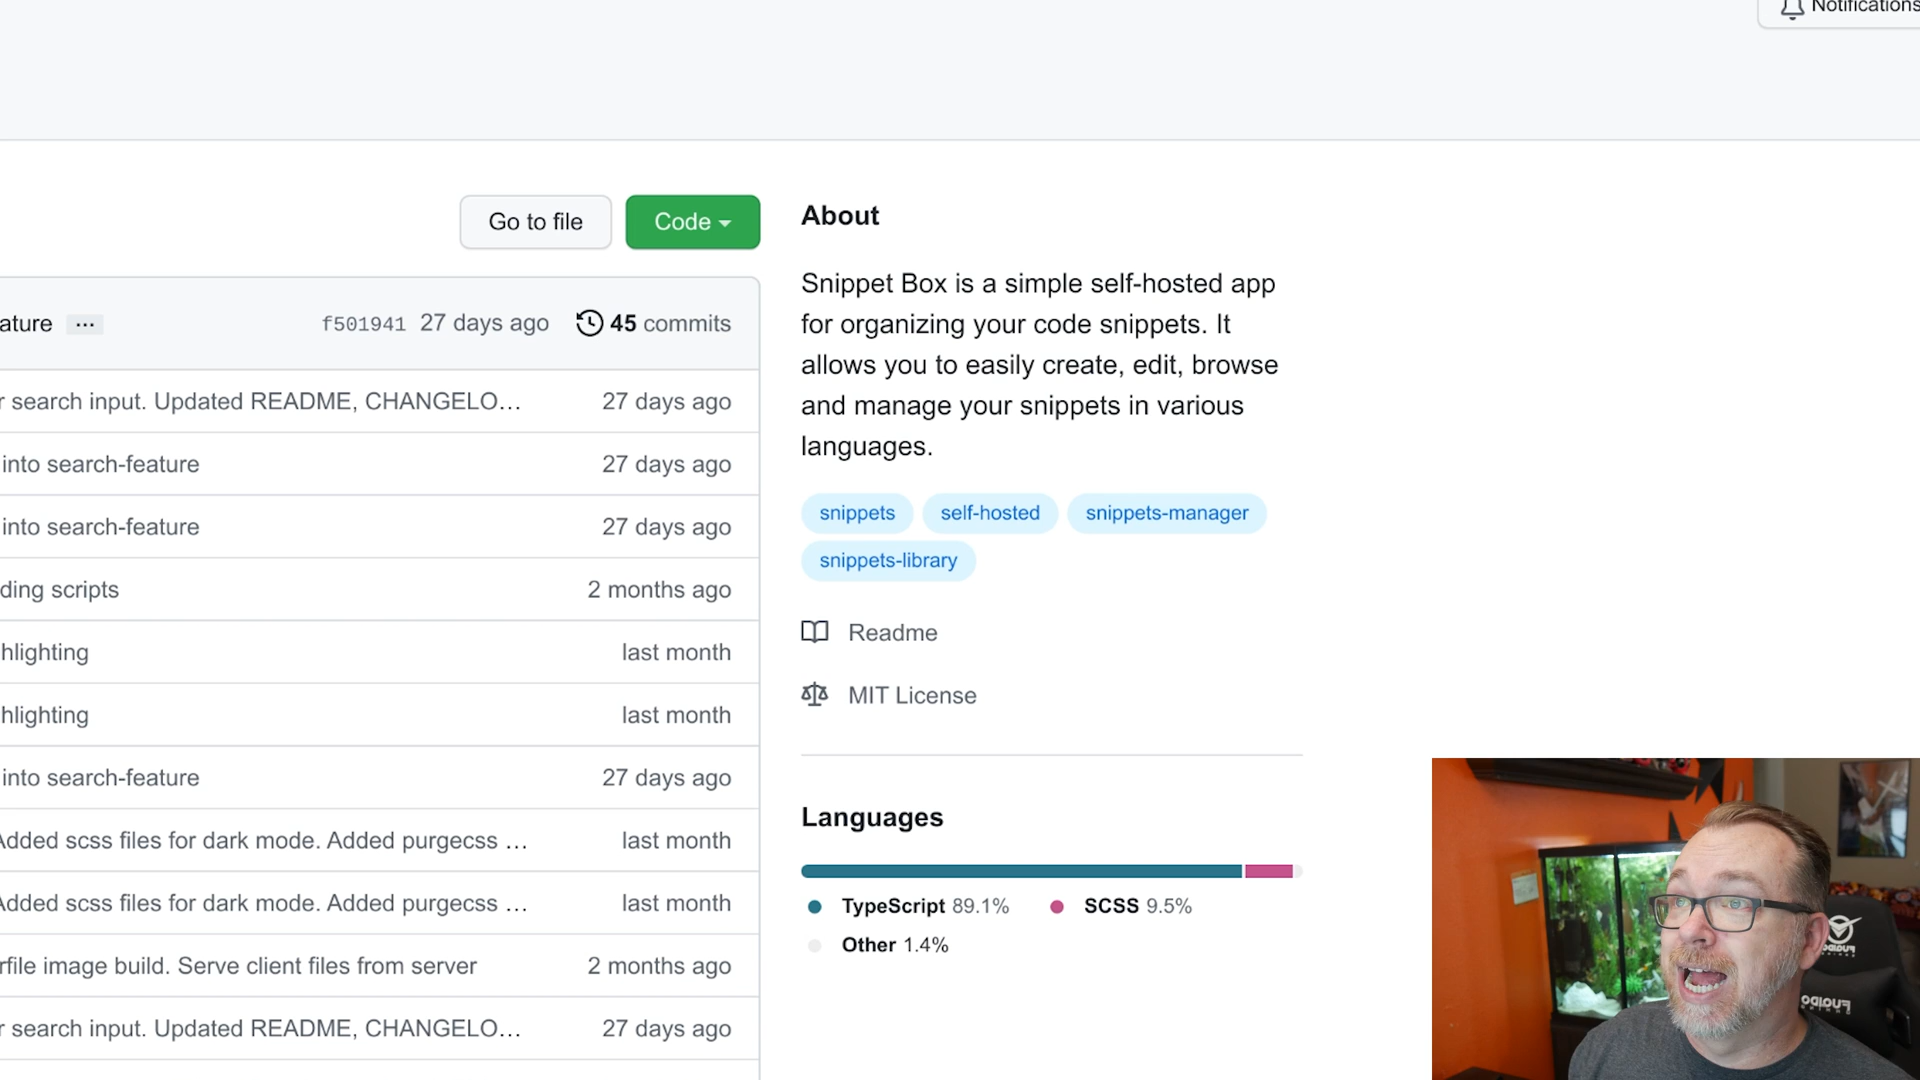 Notifications
Go to file
Code
ature ...
f501941 27 days ago
45 commits
r search input. Updated README, CHANGELO... 27 days ago
into search-feature 27 days ago
into search-feature 27 days ago
ding scripts 2 months ago
hlighting last month
hlighting last month
into search-feature 27 days ago
Added scss files for dark mode. Added purgecss ... last month
Added scss files for dark mode. Added purgecss ... last month
rfile image build. Serve client files from server 2 months ago
r search input. Updated README, CHANGELO... 27 days ago
About
Snippet Box is a simple self-hosted app
for organizing your code snippets. It
allows you to easily create, edit, browse
and manage your snippets in various
languages.
snippets self-hosted snippets-manager
snippets-library
Readme
MIT License
Languages
TypeScript 89.1% SCSS 9.5%
Other 1.4%